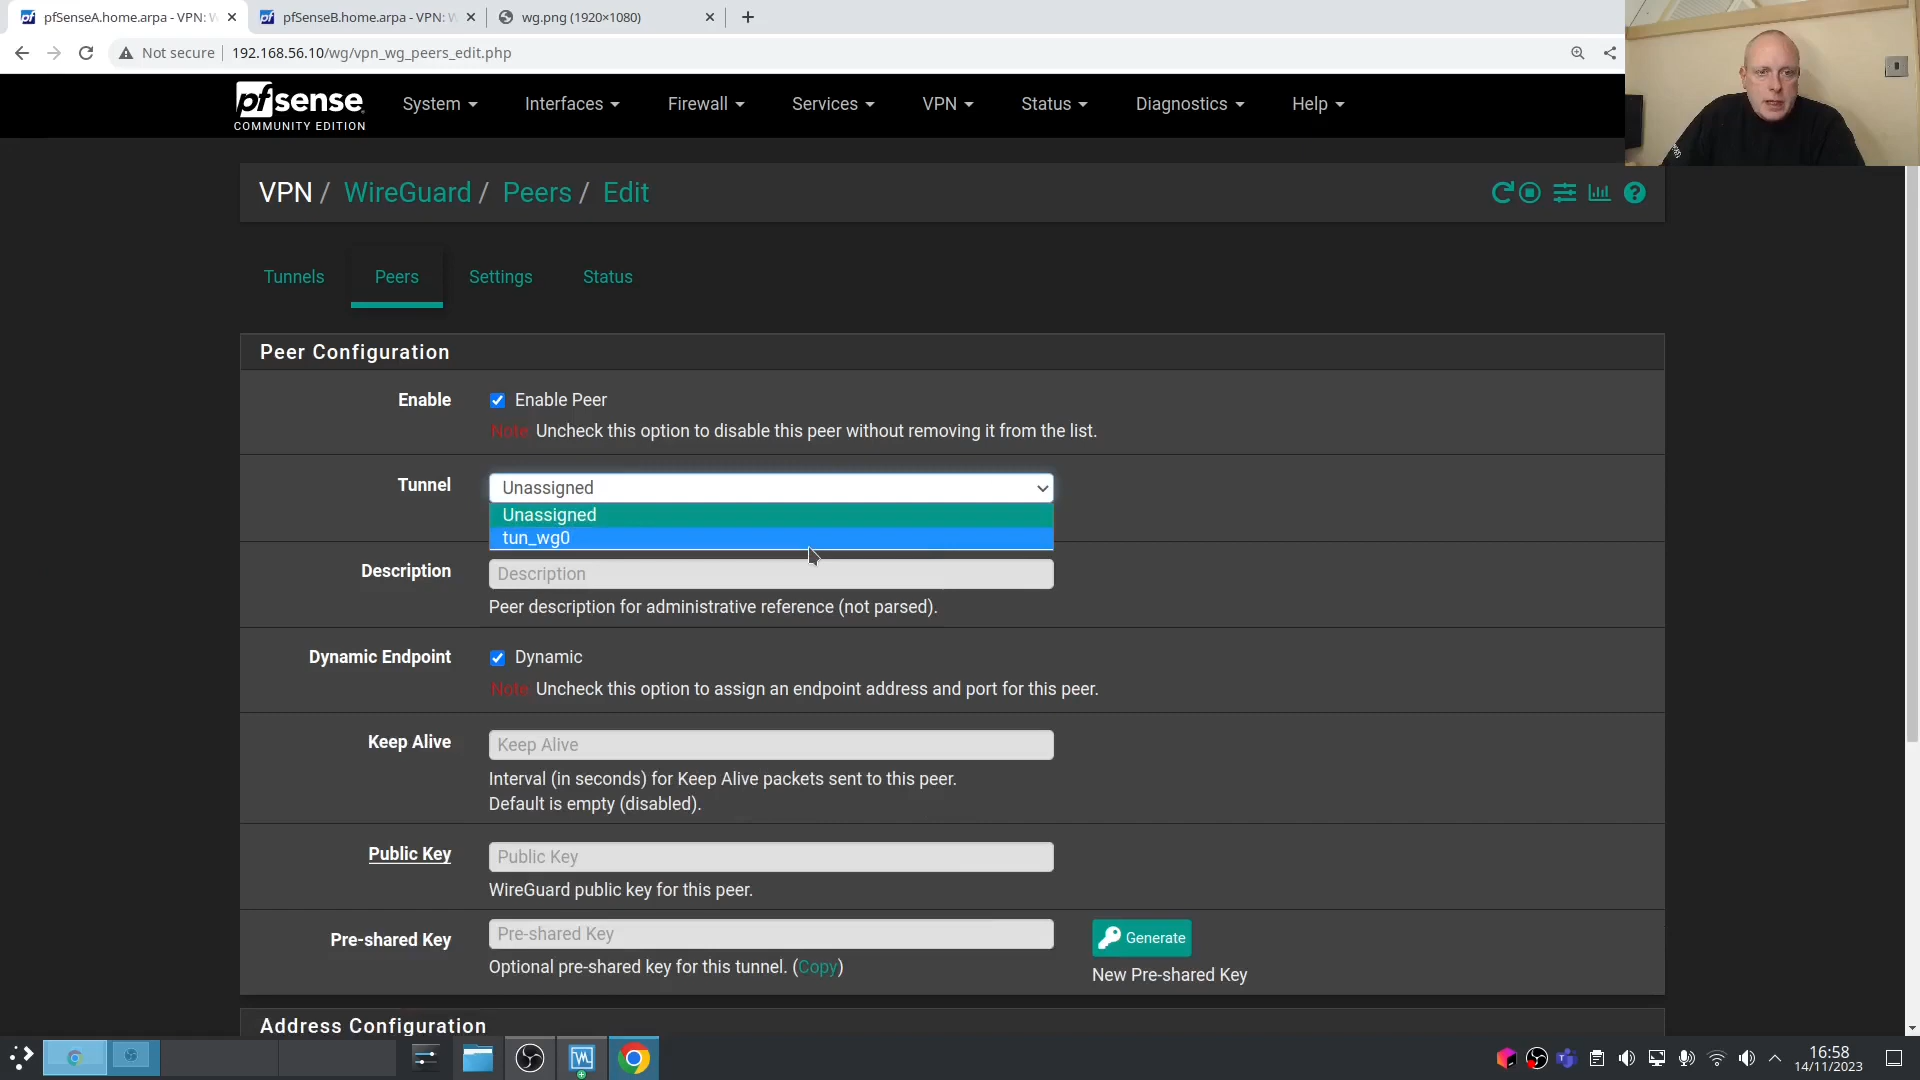 pfSenseA.home.arpa - VPN: W
pfSenseB.home.arpa - VPN: W
wg.png (1920×1080)
Not secure
192.168.56.10/wg/vpn_wg_peers_edit.php
pfsense
COMMUNITY EDITION
System
Interfaces
Firewall
Services
VPN
Status
Diagnostics
Help
VPN / WireGuard / Peers / Edit
Tunnels
Peers
Settings
Status
Peer Configuration
Enable
Enable Peer
Note: Uncheck this option to disable this peer without removing it from the list.
Tunnel
Unassigned
Unassigned
tun_wg0
Description
Description
Peer description for administrative reference (not parsed).
Dynamic Endpoint
Dynamic
Note: Uncheck this option to assign an endpoint address and port for this peer.
Keep Alive
Keep Alive
Interval (in seconds) for Keep Alive packets sent to this peer.
Default is empty (disabled).
Public Key
Public Key
WireGuard public key for this peer.
Pre-shared Key
Pre-shared Key
Generate
Optional pre-shared key for this tunnel. (Copy)
New Pre-shared Key
Address Configuration
16:58
14/11/2023